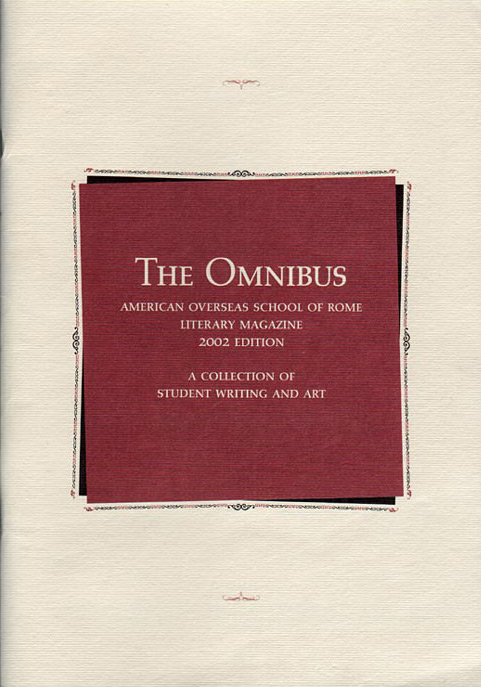 THE OMNIBUS
AMERICAN OVERSEAS SCHOOL OF ROME
LITERARY MAGAZINE
2002 EDITION
A COLLECTION OF
STUDENT WRITING AND ART